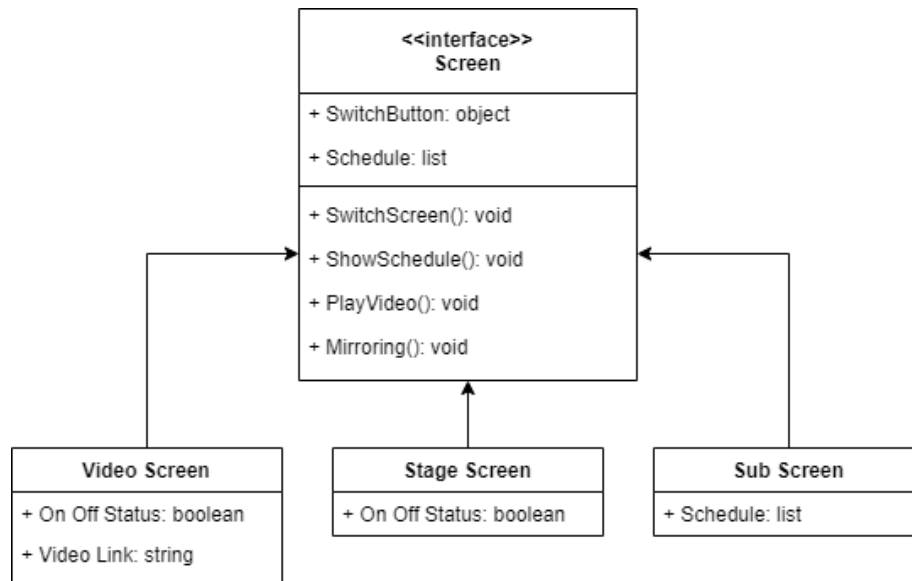 <<interface>>
Screen
+ SwitchButton: object
+ Schedule: list
+ SwitchScreen(): void
+ ShowSchedule(): void
+ PlayVideo(): void
+ Mirroring(): void
Video Screen
+ On Off Status: boolean
+ Video Link: string
Stage Screen
+ On Off Status: boolean
Sub Screen
+ Schedule: list